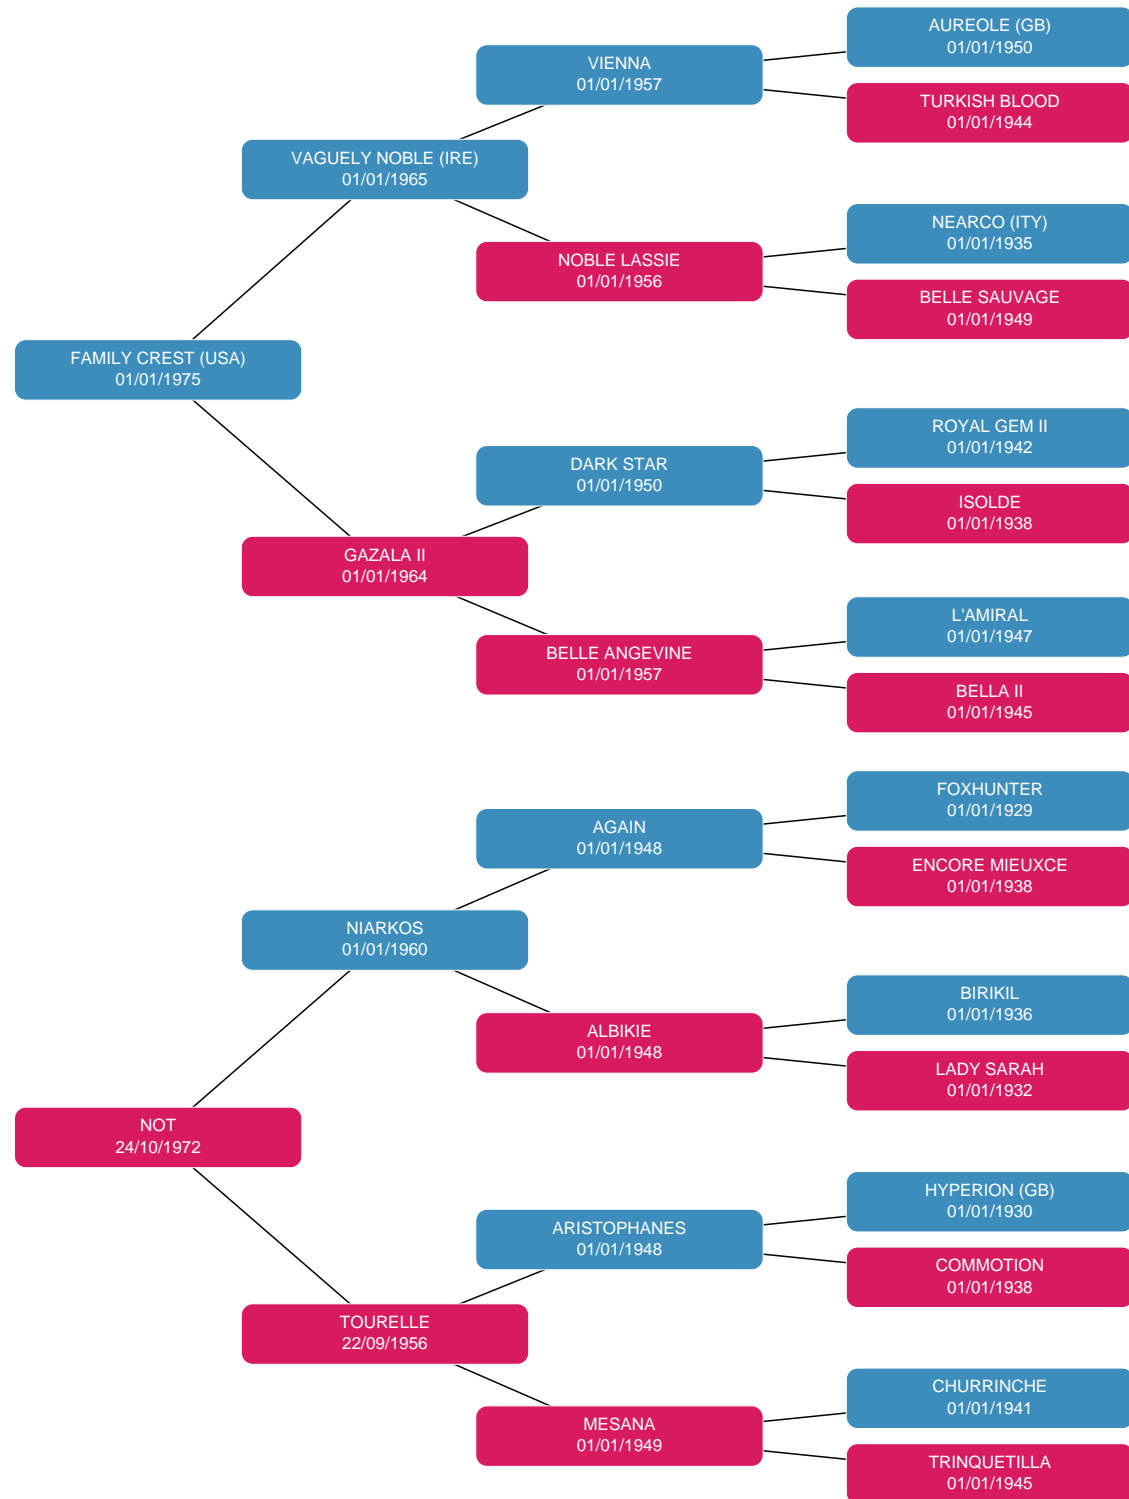 AUREOLE (GB)
01/01/1950
VIENNA
01/01/1957
TURKISH BLOOD
01/01/1944
VAGUELY NOBLE (IRE)
01/01/1965
NEARCO (ITY)
01/01/1935
NOBLE LASSIE
01/01/1956
BELLE SAUVAGE
01/01/1949
FAMILY CREST (USA)
01/01/1975
ROYAL GEM II
01/01/1942
DARK STAR
01/01/1950
ISOLDE
01/01/1938
GAZALA II
01/01/1964
L'AMIRAL
01/01/1947
BELLE ANGEVINE
01/01/1957
BELLA II
01/01/1945
FOXHUNTER
01/01/1929
AGAIN
01/01/1948
ENCORE MIEUXCE
01/01/1938
NIARKOS
01/01/1960
BIRIKIL
01/01/1936
ALBIKIE
01/01/1948
LADY SARAH
01/01/1932
NOT
24/10/1972
HYPERION (GB)
01/01/1930
ARISTOPHANES
01/01/1948
COMMOTION
01/01/1938
TOURELLE
22/09/1956
CHURRINCHE
01/01/1941
MESANA
01/01/1949
TRINQUETILLA
01/01/1945